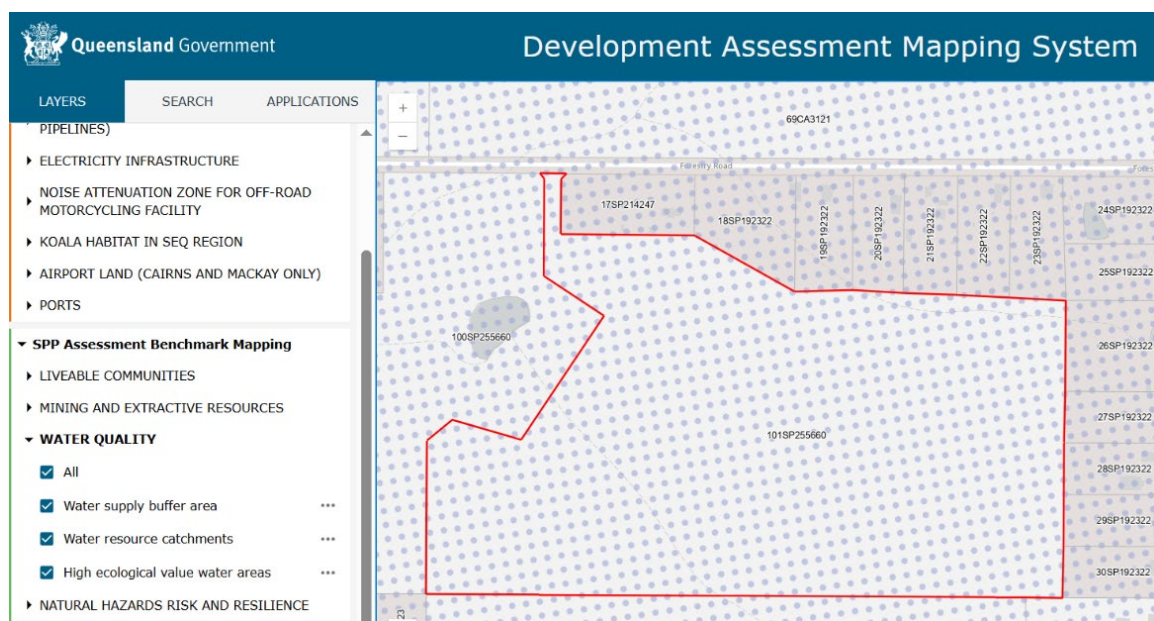 Queensland Government
Development Assessment Mapping System
LAYERS
SEARCH
APPLICATIONS
PIPELINES)
ELECTRICITY INFRASTRUCTURE
NOISE ATTENUATION ZONE FOR OFF-ROAD
MOTORCYCLING FACILITY
KOALA HABITAT IN SEQ REGION
AIRPORT LAND (CAIRNS AND MACKAY ONLY)
PORTS
SPP Assessment Benchmark Mapping
LIVEABLE COMMUNITIES
MINING AND EXTRACTIVE RESOURCES
WATER QUALITY
All
Water supply buffer area
Water resource catchments
High ecological value water areas
NATURAL HAZARDS RISK AND RESILIENCE
+
−
69CA3121
Forestry Road
Fores
17SP214247
18SP192322
19SP192322
20SP192322
21SP192322
22SP192322
23SP192322
24SP192322
25SP192322
100SP255660
26SP192322
27SP192322
101SP255660
28SP192322
29SP192322
30SP192322
23